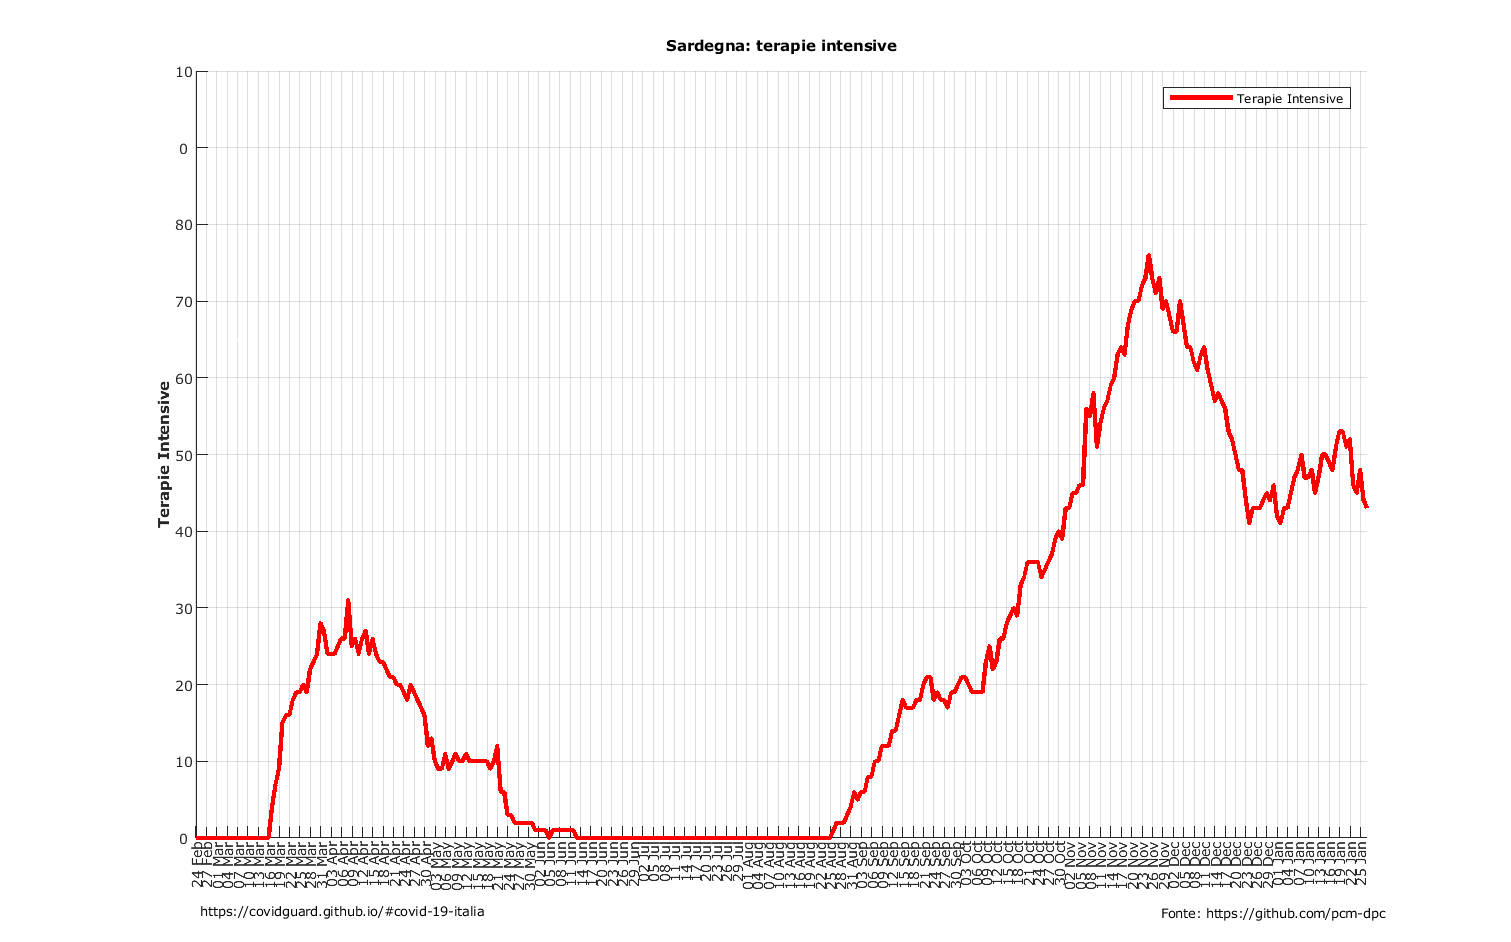 Sardegna: terapie intensive
10
0
80
70
60
50
40
30
20
10
0
Terapie Intensive
Terapie Intensive
24 Feb
27 Feb
01 Mar
04 Mar
07 Mar
10 Mar
13 Mar
16 Mar
19 Mar
22 Mar
25 Mar
28 Mar
31 Mar
03 Apr
06 Apr
09 Apr
12 Apr
15 Apr
18 Apr
21 Apr
24 Apr
27 Apr
30 Apr
03 May
06 May
09 May
12 May
15 May
18 May
21 May
24 May
27 May
30 May
02 Jun
05 Jun
08 Jun
11 Jun
14 Jun
17 Jun
20 Jun
23 Jun
26 Jun
29 Jun
02 Jul
05 Jul
08 Jul
11 Jul
14 Jul
17 Jul
20 Jul
23 Jul
26 Jul
29 Jul
01 Aug
04 Aug
07 Aug
10 Aug
13 Aug
16 Aug
19 Aug
22 Aug
25 Aug
28 Aug
31 Aug
03 Sep
06 Sep
09 Sep
12 Sep
15 Sep
18 Sep
21 Sep
24 Sep
27 Sep
30 Sep
03 Oct
06 Oct
09 Oct
12 Oct
15 Oct
18 Oct
21 Oct
24 Oct
27 Oct
30 Oct
02 Nov
05 Nov
08 Nov
11 Nov
14 Nov
17 Nov
20 Nov
23 Nov
26 Nov
29 Nov
02 Dec
05 Dec
08 Dec
11 Dec
14 Dec
17 Dec
20 Dec
23 Dec
26 Dec
29 Dec
01 Jan
04 Jan
07 Jan
10 Jan
13 Jan
16 Jan
19 Jan
22 Jan
25 Jan
https://covidguard.github.io/#covid-19-italia
Fonte: https://github.com/pcm-dpc